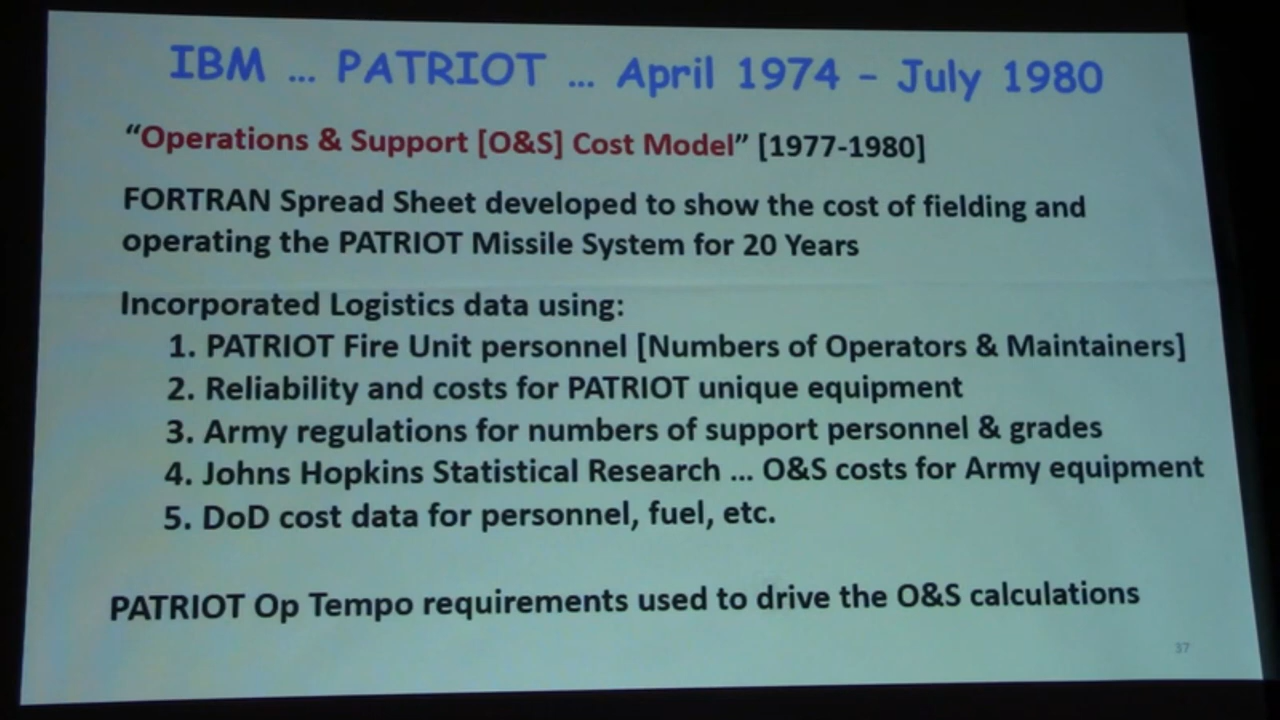 IBM ... PATRIOT ... April 1974 - July 1980
“Operations & Support [O&S] Cost Model” [1977-1980]
FORTRAN Spread Sheet developed to show the cost of fielding and
operating the PATRIOT Missile System for 20 Years
Incorporated Logistics data using:
1. PATRIOT Fire Unit personnel [Numbers of Operators & Maintainers]
2. Reliability and costs for PATRIOT unique equipment
3. Army regulations for numbers of support personnel & grades
4. Johns Hopkins Statistical Research ... O&S costs for Army equipment
5. DoD cost data for personnel, fuel, etc.
PATRIOT Op Tempo requirements used to drive the O&S calculations
37